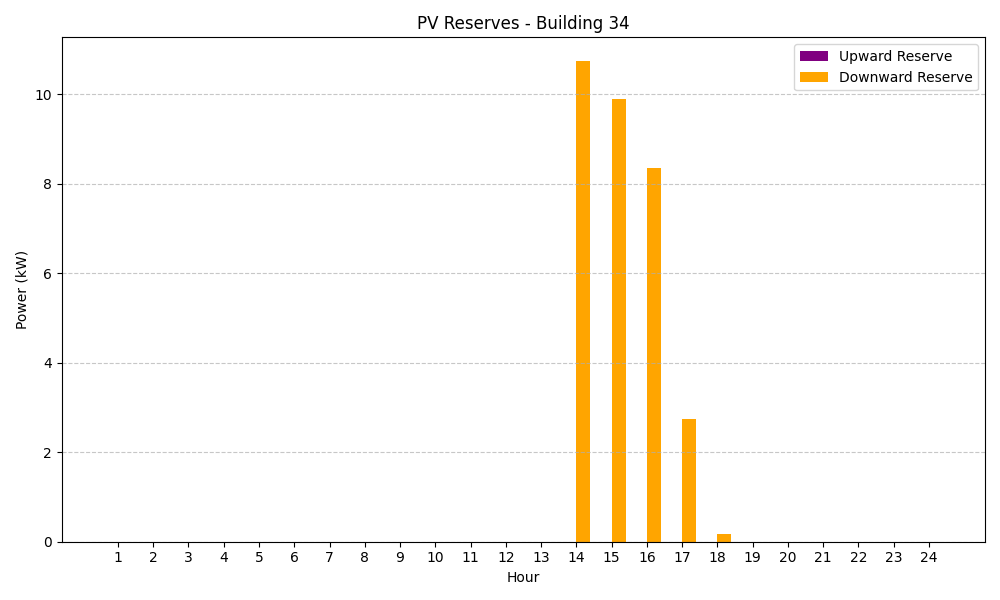 PV Reserves - Building 34
Upward Reserve
Downward Reserve
Power (kW)
10
8
6
4
2
0
1 2 3 4 5 6 7 8 9 10 11 12 13 14 15 16 17 18 19 20 21 22 23 24
Hour